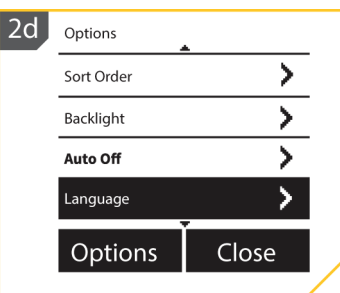 2d
Options
Sort Order
Backlight
Auto Off
Language
Options Close